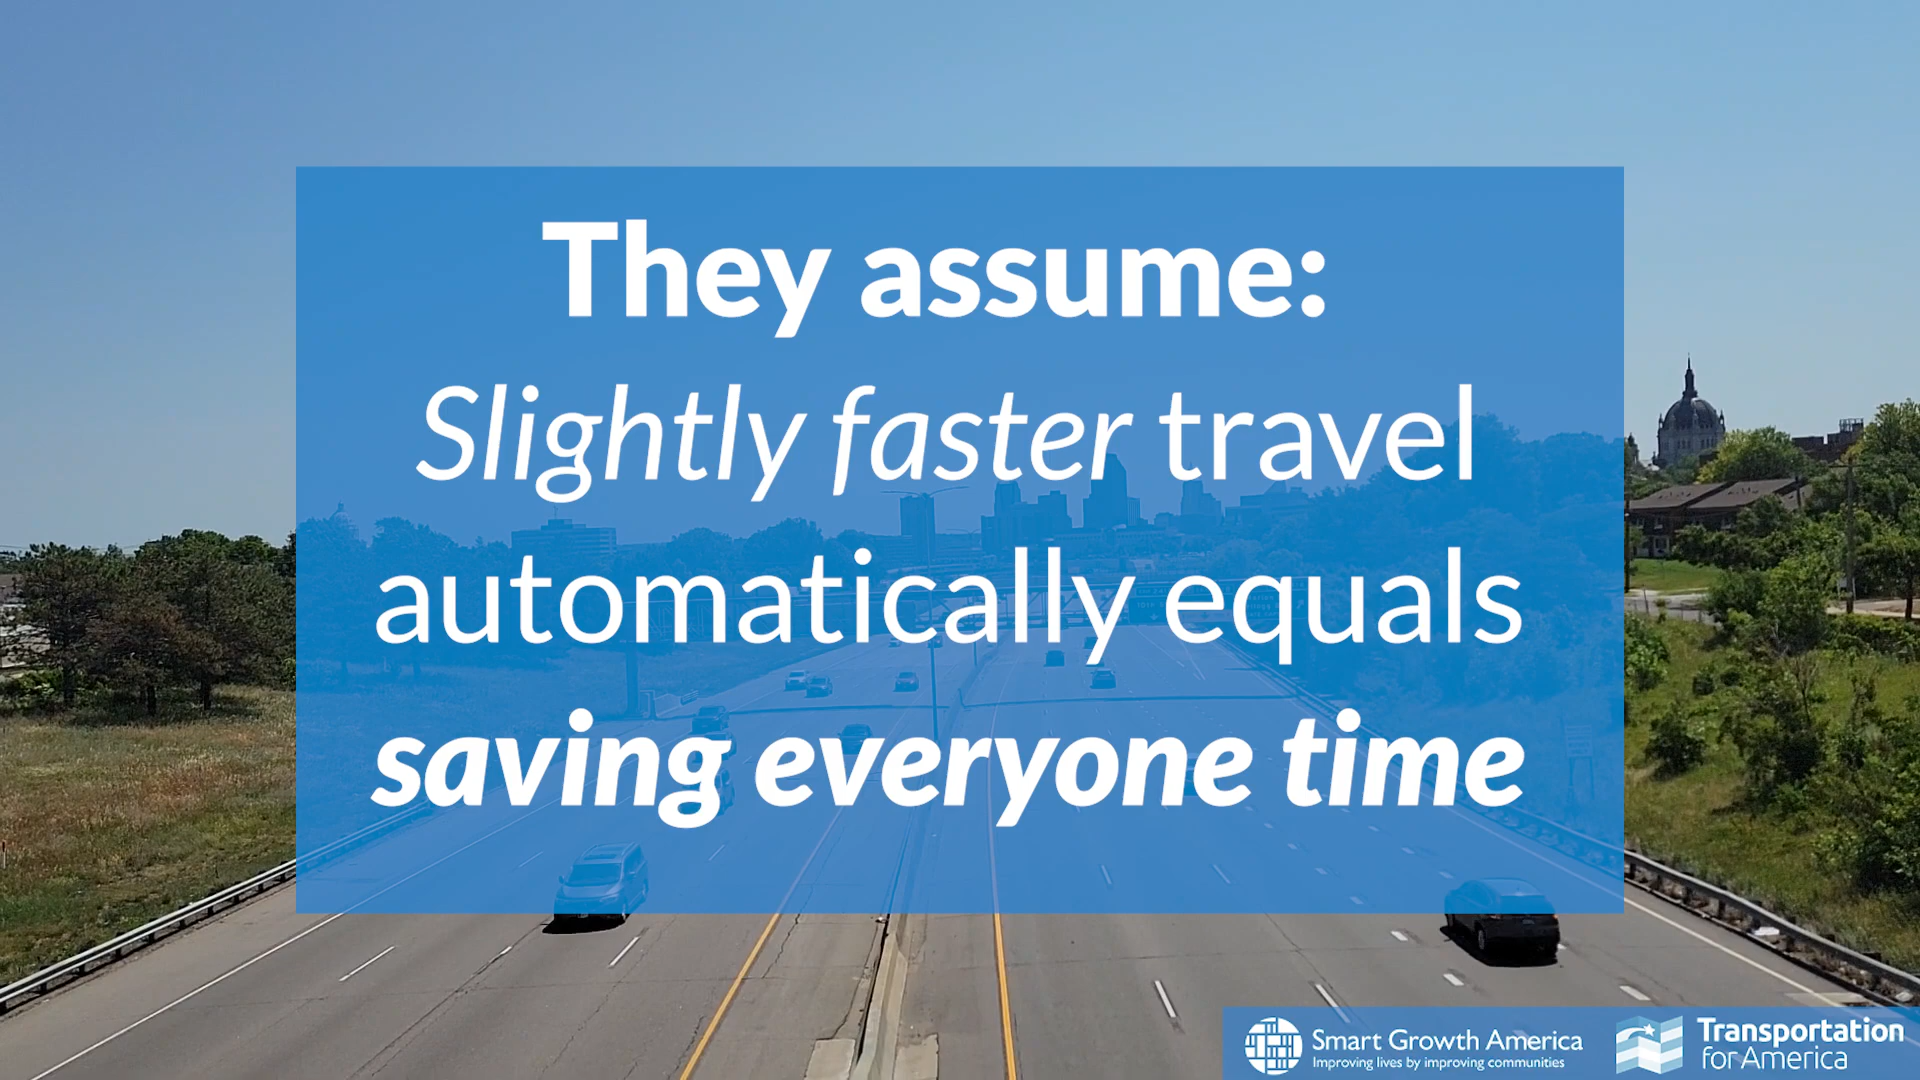 They assume:
Slightly faster travel
automatically equals
saving everyone time
Smart Growth America
Improving lives by improving communities
Transportation
for America